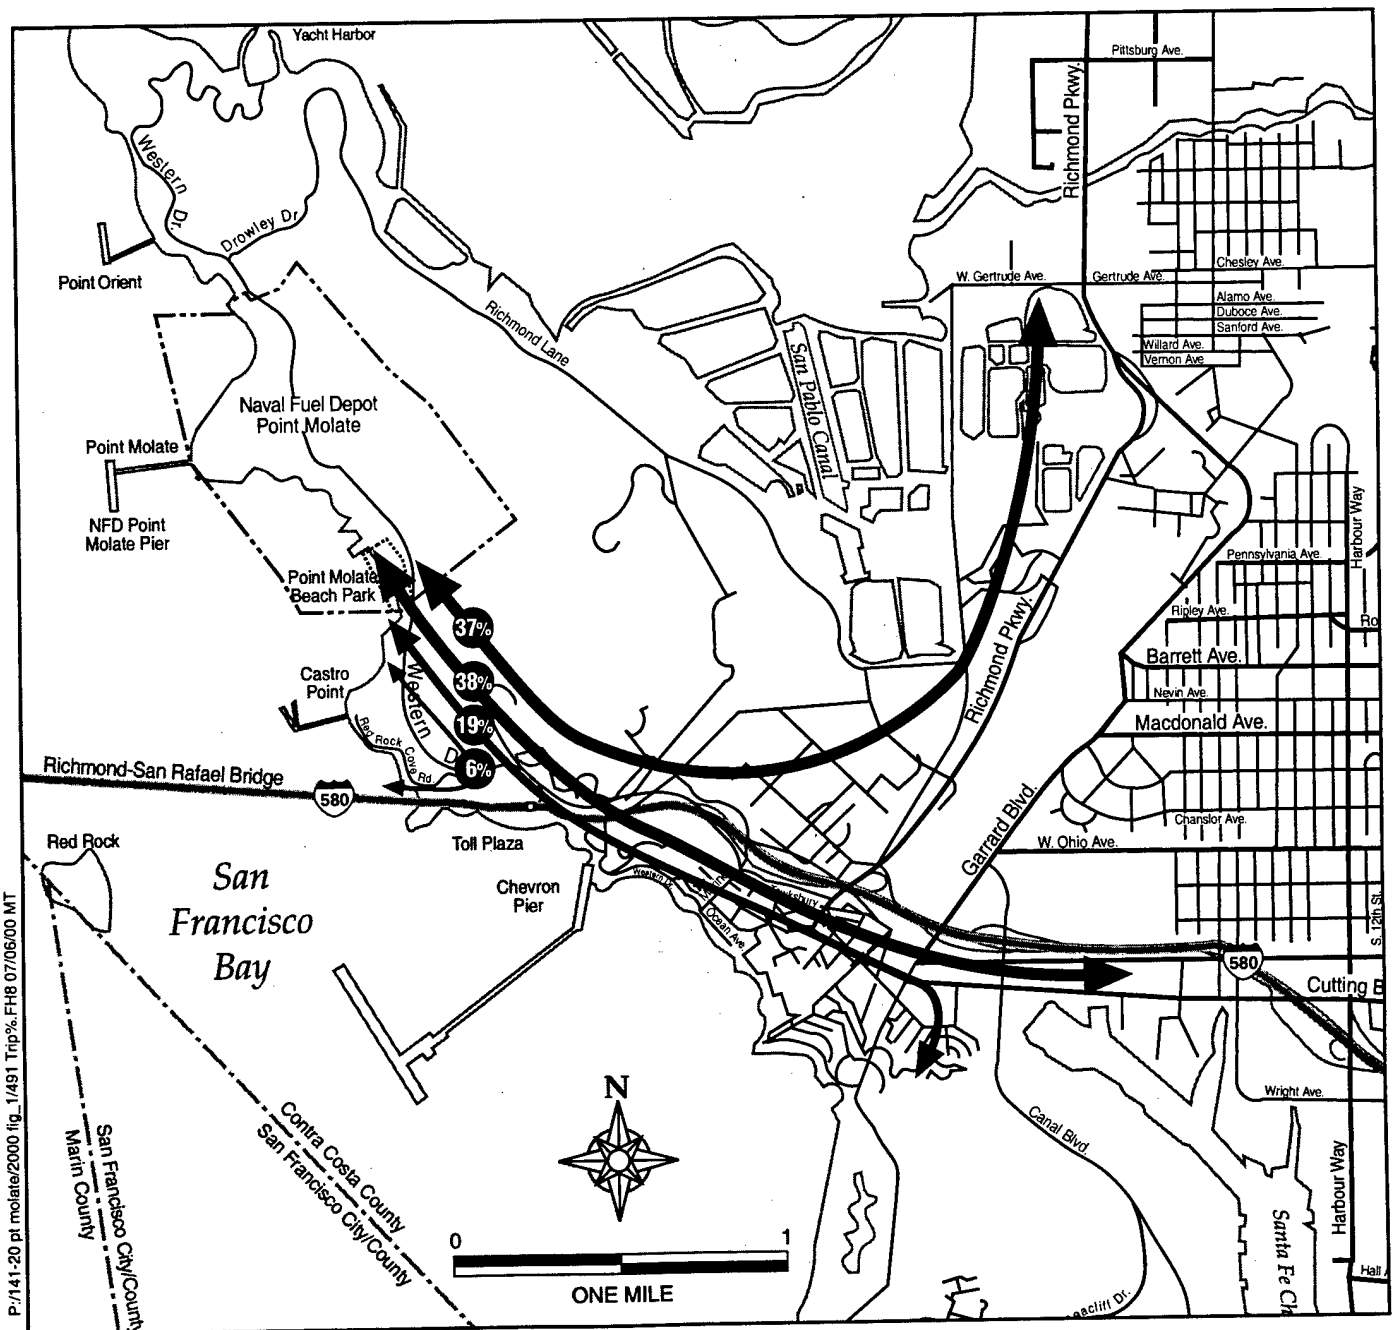 Yacht Harbor
Pittsburg Ave.
Richmond Pkwy.
Western
Dr.
Drowley Dr
Point Orient
W. Gertrude Ave.
Gertrude Ave.
Chesley Ave.
Alamo Ave.
Duboce Ave.
Sanford Ave.
Willard Ave.
Vernon Ave
Richmond Lane
San Pablo Canal
Naval Fuel Depot
Point Molate
Point Molate
NFD Point
Molate Pier
Harbour Way
Pennsylvania Ave.
Point Molate
Beach Park
Ripley Ave.
Ro
37%
38%
19%
6%
Western
D
Castro
Point
Red Rock Cove Rd
Richmond Pkwy.
Barrett Ave.
Nevin Ave.
Macdonald Ave.
Richmond-San Rafael Bridge
580
Garrard Blvd.
Chanslor Ave.
W. Ohio Ave.
Toll Plaza
Red Rock
San
Francisco
Bay
Chevron
Pier
Western Dr.
Tewksbury
Ocean Ave.
S. 12th St.
580
Cutting B
Wright Ave.
Canal Blvd.
Harbour Way
Santa Fe Ch
Hall A
Contra Costa County
San Francisco City/County
San Francisco City/County
Marin County
N
0
1
ONE MILE
P:/141-20 pt molate/2000 fig_1/491 Trip%.FH8 07/06/00 MT